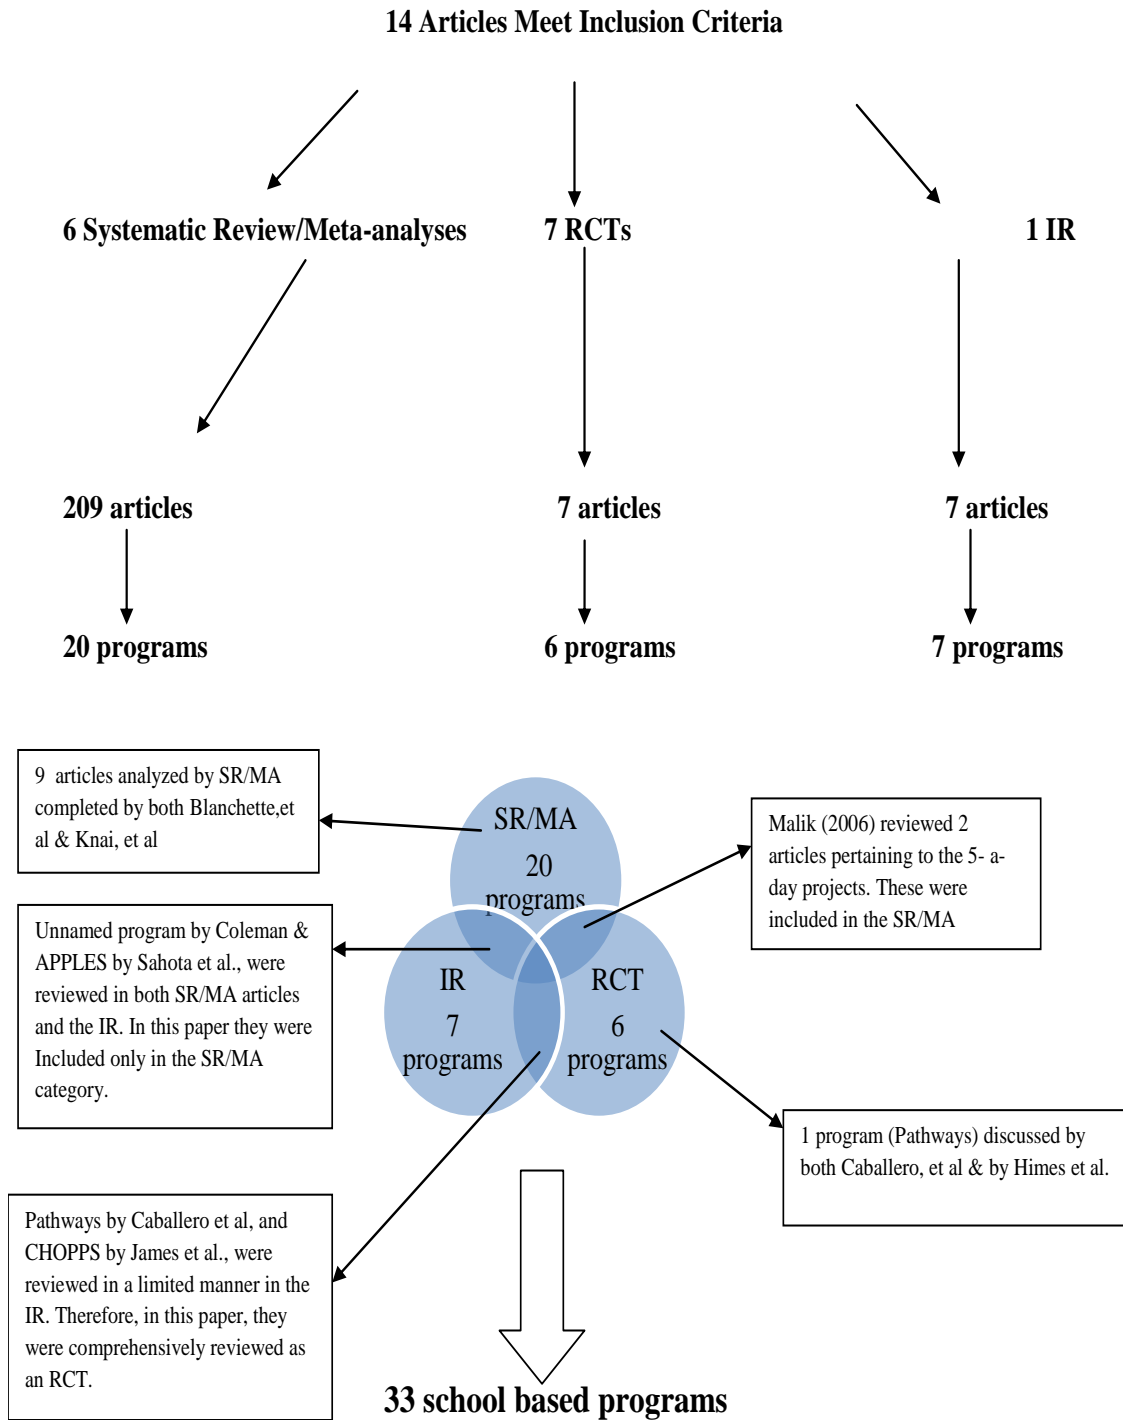 14 Articles Meet Inclusion Criteria
6 Systematic Review/Meta-analyses
7 RCTs
1 IR
209 articles
7 articles
7 articles
20 programs
6 programs
7 programs
9 articles analyzed by SR/MA
completed by both Blanchette,et
al & Knai, et al
SR/MA
20
programs
Malik (2006) reviewed 2
articles pertaining to the 5- a-
day projects. These were
included in the SR/MA
Unnamed program by Coleman &
APPLES by Sahota et al., were
reviewed in both SR/MA articles
and the IR. In this paper they were
Included only in the SR/MA
category.
IR
7
programs
RCT
6
programs
1 program (Pathways) discussed by
both Caballero, et al & by Himes et al.
Pathways by Caballero et al, and
CHOPPS by James et al., were
reviewed in a limited manner in the
IR. Therefore, in this paper, they
were comprehensively reviewed as
an RCT.
33 school based programs